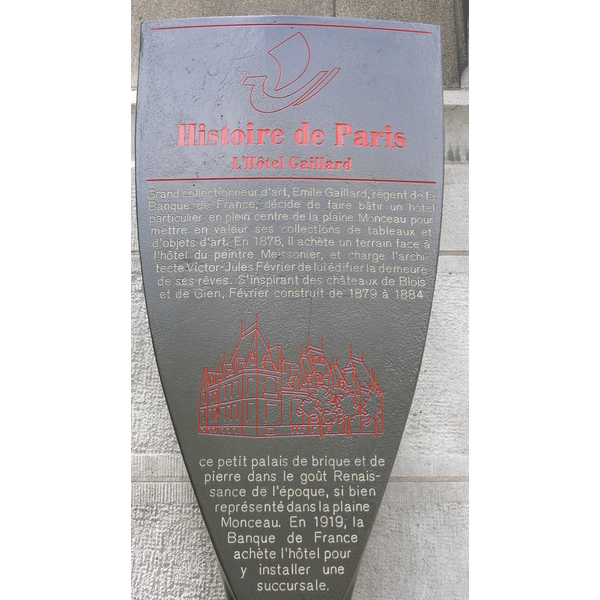 Histoire de Paris
L'Hôtel Gaillard
Grand collectionneur d'art, Emile Gaillard, régent de la
Banque de France, décide de faire bâtir un hôtel
particulier en plein centre de la plaine Monceau pour
mettre en valeur ses collections de tableaux et
d'objets d'art. En 1878, il achète un terrain face à
l'hôtel du peintre Meissonier, et charge l'archi-
tecte Victor-Jules Février de lui édifier la demeure
de ses rêves. S'inspirant des châteaux de Blois
et de Gien, Février construit de 1879 à 1884
ce petit palais de brique et de
pierre dans le goût Renais-
sance de l'époque, si bien
représenté dans la plaine
Monceau. En 1919, la
Banque de France
achète l'hôtel pour
y installer une
succursale.